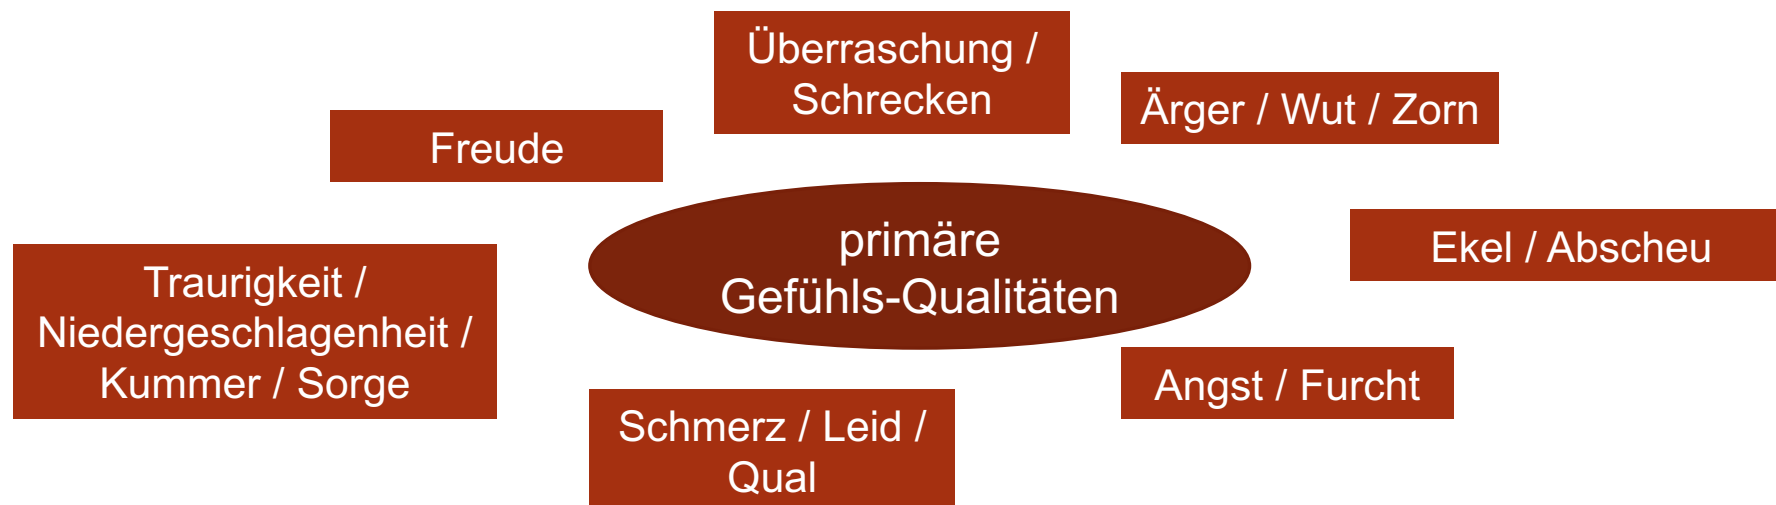 Überraschung /
Schrecken
Ärger / Wut / Zorn
Freude
primäre
Gefühls-Qualitäten
Ekel / Abscheu
Traurigkeit /
Niedergeschlagenheit /
Kummer / Sorge
Angst / Furcht
Schmerz / Leid /
Qual